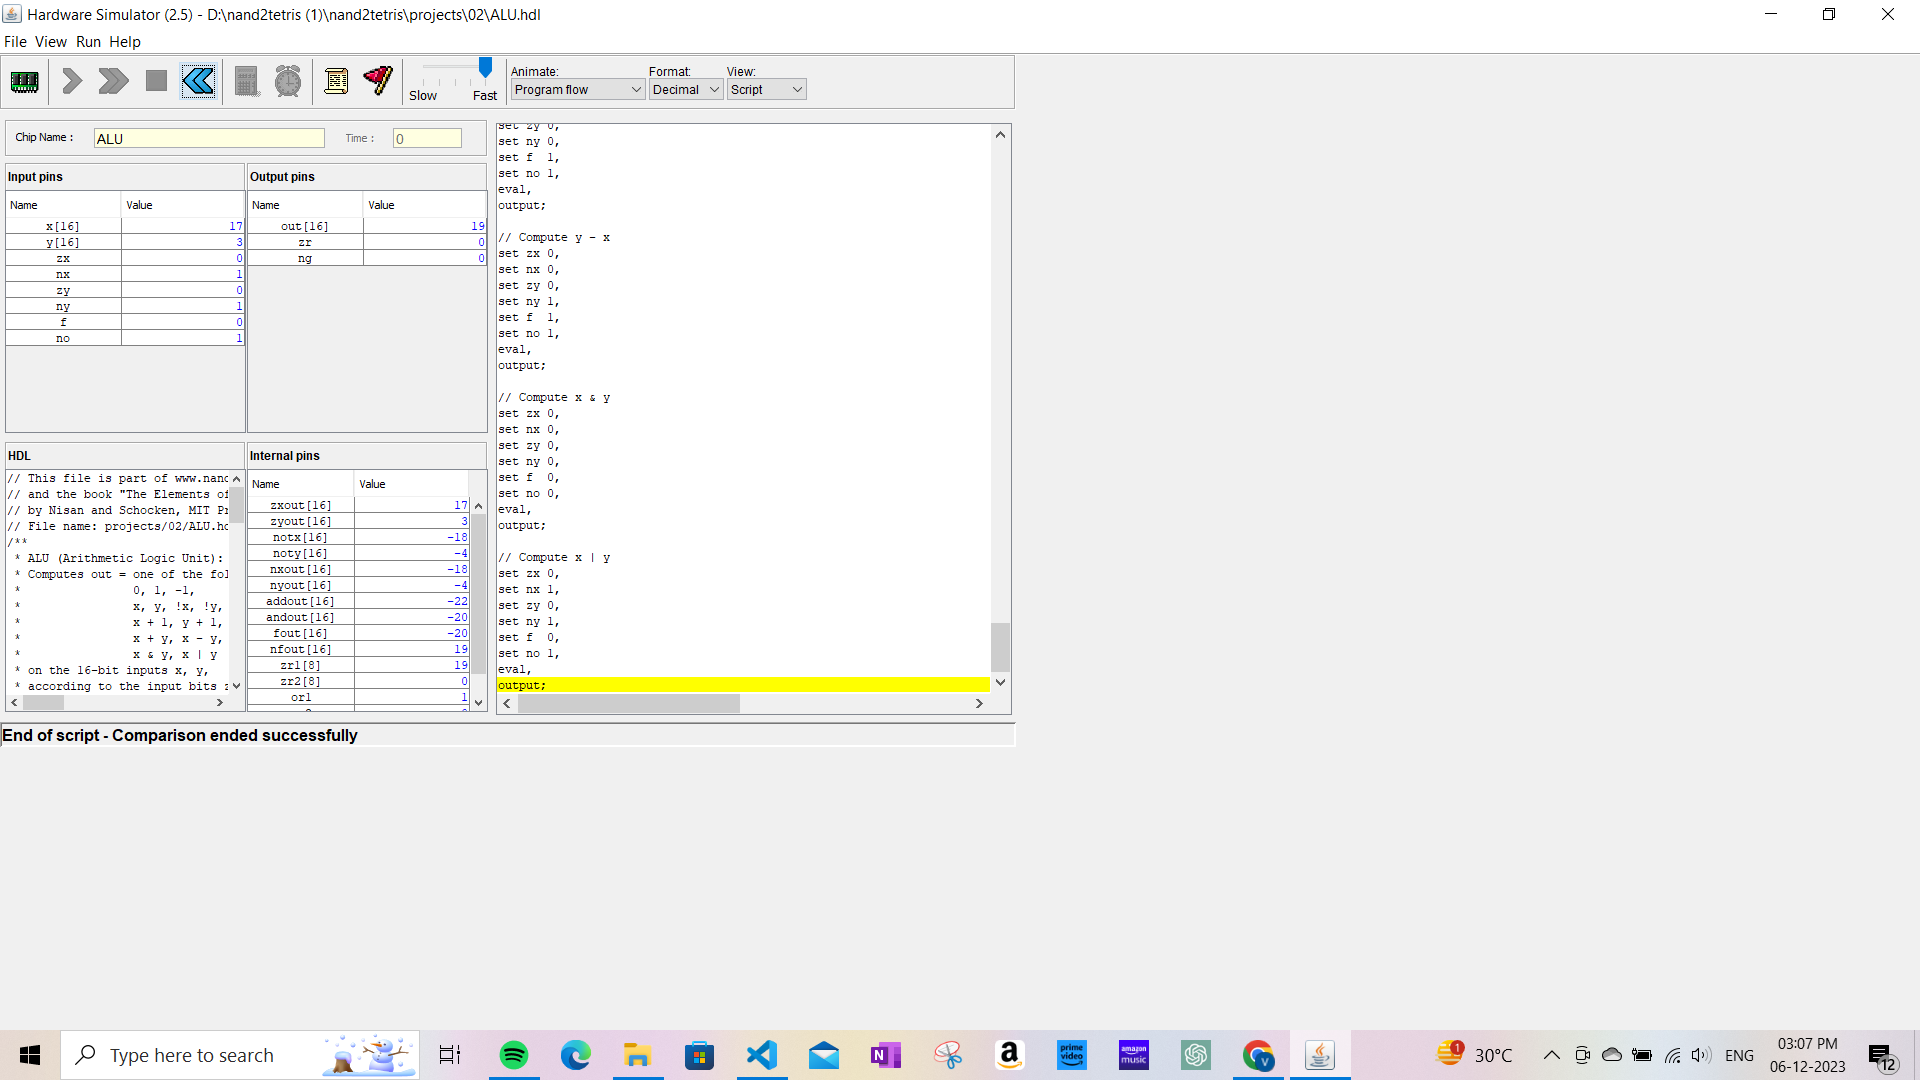 Hardware Simulator (2.5) - D:\nand2tetris (1)\nand2tetris\projects\02\ALU.hdl
File View Run Help
Slow Fast
Animate: Format: View:
Program flow Decimal Script
Chip Name : ALU Time : 0
Input pins
Name Value
x[16] 17
y[16] 3
zx 0
nx 1
zy 0
ny 1
f 0
no 1
Output pins
Name Value
out[16] 19
zr 0
ng 0
HDL
// This file is part of www.nand
// and the book "The Elements of
// by Nisan and Schocken, MIT Pr
// File name: projects/02/ALU.hd
/**
* ALU (Arithmetic Logic Unit):
* Computes out = one of the fol
* 0, 1, -1,
* x, y, !x, !y,
* x + 1, y + 1,
* x + y, x - y,
* x & y, x | y
* on the 16-bit inputs x, y,
* according to the input bits z
Internal pins
Name Value
zxout[16] 17
zyout[16] 3
notx[16] -18
noty[16] -4
nxout[16] -18
nyout[16] -4
addout[16] -22
andout[16] -20
fout[16] -20
nfout[16] 19
zr1[8] 19
zr2[8] 0
or1 1
set zy 0,
set ny 0,
set f 1,
set no 1,
eval,
output;
// Compute y - x
set zx 0,
set nx 0,
set zy 0,
set ny 1,
set f 1,
set no 1,
eval,
output;
// Compute x & y
set zx 0,
set nx 0,
set zy 0,
set ny 0,
set f 0,
set no 0,
eval,
output;
// Compute x | y
set zx 0,
set nx 1,
set zy 0,
set ny 1,
set f 0,
set no 1,
eval,
output;
End of script - Comparison ended successfully
Type here to search
N
a
prime video
amazon music
V
1
30°C
ENG
03:07 PM
06-12-2023
12